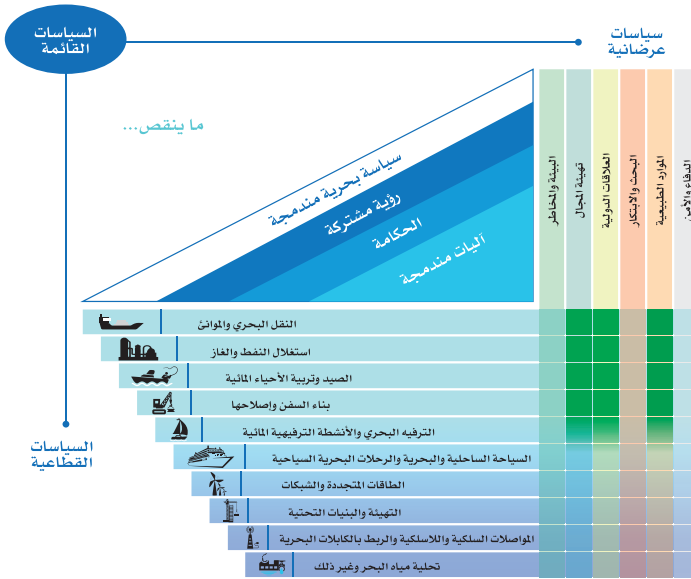 السياسات
القائمة
سياسات
عرضانية
ما ينقص...
سياسة بحرية مندمجة
رؤية مشتركة
الحكامة
آليات مندمجة
الدفاع والأمن
الموارد الطبيعية
البحث والابتكار
العلاقات الدولية
تهيئة المجال
البيئة والمخاطر
النقل البحري والموانئ
استغلال النفط والغاز
الصيد وتربية الأحياء المائية
بناء السفن وإصلاحها
الترفيه البحري والأنشطة الترفيهية المائية
السياحة الساحلية والبحرية والرحلات البحرية السياحية
الطاقات المتجددة والشبكات
التهيئة والبنيات التحتية
المواصلات السلكية واللاسلكية والربط بالكابلات البحرية
تحلية مياه البحر وغير ذلك
السياسات
القطاعية